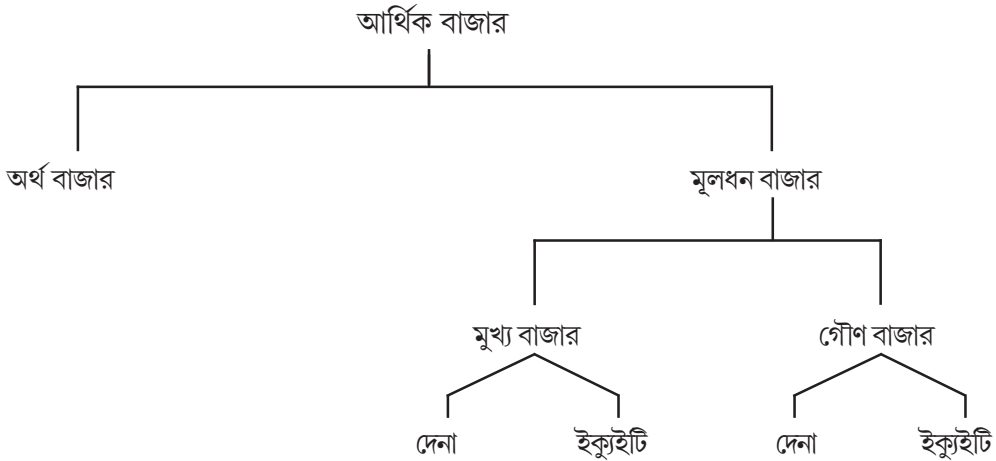 আর্থিক বাজার
অর্থ বাজার
মূলধন বাজার
মুখ্য বাজার
গৌণ বাজার
দেনা
ইক্যুইটি
দেনা
ইক্যুইটি